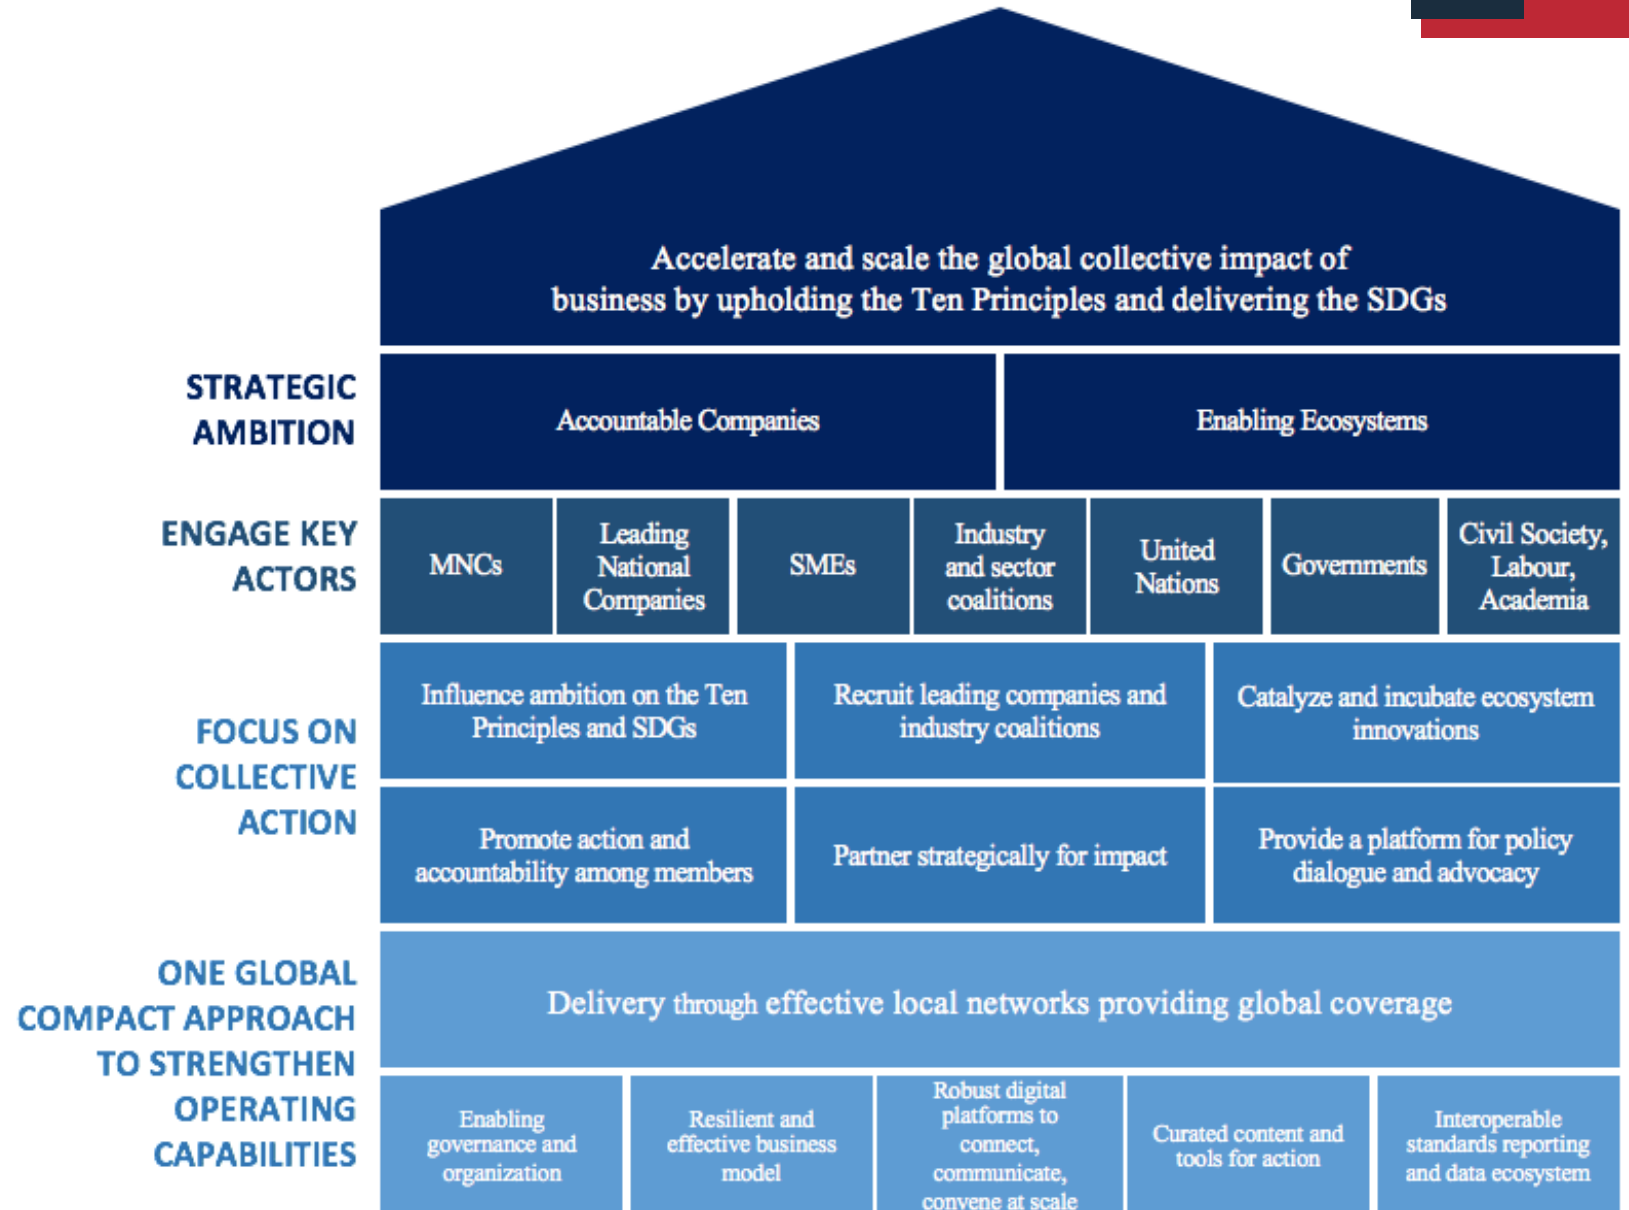 Accelerate and scale the global collective impact of
business by upholding the Ten Principles and delivering the SDGs
STRATEGIC
AMBITION
Accountable Companies
Enabling Ecosystems
ENGAGE KEY
ACTORS
MNCs
Leading
National
Companies
SMEs
Industry
and sector
coalitions
United
Nations
Governments
Civil Society,
Labour,
Academia
FOCUS ON
COLLECTIVE
ACTION
Influence ambition on the Ten
Principles and SDGs
Recruit leading companies and
industry coalitions
Catalyze and incubate ecosystem
innovations
Promote action and
accountability among members
Partner strategically for impact
Provide a platform for policy
dialogue and advocacy
ONE GLOBAL
COMPACT APPROACH
TO STRENGTHEN
OPERATING
CAPABILITIES
Delivery through effective local networks providing global coverage
Enabling
governance and
organization
Resilient and
effective business
model
Robust digital
platforms to
connect,
communicate,
convene at scale
Curated content and
tools for action
Interoperable
standards reporting
and data ecosystem